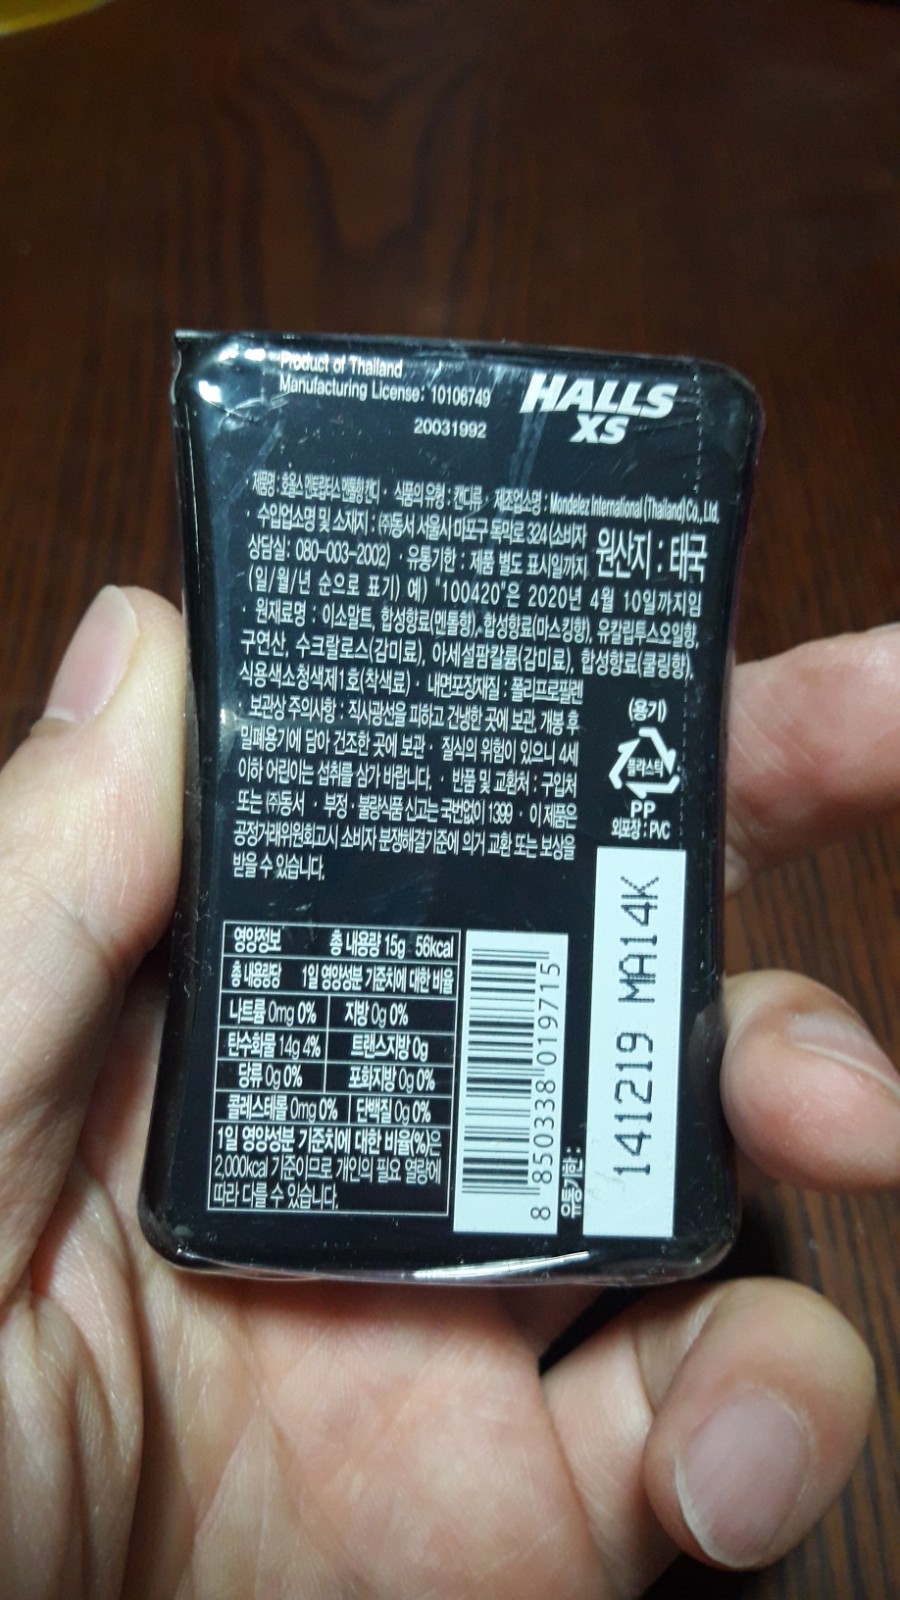 Product of Thailand
Manufacturing License: 10106749
20031992
HALLS
XS
제품명 : 호올스 멘토립터스 멘톨향 캔디 · 식품의 유형 : 캔디류 · 제조업소명 : Mondelez International (Thailand) Co., Ltd.
· 수입업소명 및 소재지 : ㈜동서 서울시 마포구 독막로 324 (소비자
상담실: 080-003-2002) · 유통기한 : 제품 별도 표시일까지
원산지 : 태국
(일/월/년 순으로 표기) 예) "100420"은 2020년 4월 10일까지임
· 원재료명 : 이소말트, 합성향료(멘톨향), 합성향료(마스킹향), 유칼립투스오일향,
구연산, 수크랄로스(감미료), 아세설팜칼륨(감미료), 합성향료(쿨링향),
식용색소청색제1호(착색료) · 내면포장재질 : 폴리프로필렌
· 보관상 주의사항 : 직사광선을 피하고 건냉한 곳에 보관, 개봉 후
밀폐용기에 담아 건조한 곳에 보관 · 질식의 위험이 있으니 4세
이하 어린이는 섭취를 삼가 바랍니다. · 반품 및 교환처 : 구입처
또는 ㈜동서 · 부정·불량식품 신고는 국번없이 1399 · 이 제품은
공정거래위원회고시 소비자 분쟁해결기준에 의거 교환 또는 보상을
받을 수 있습니다.
(용기)
플라스틱
PP
외포장 : PVC
영양정보 총 내용량 15g 56kcal
총 내용량당 1일 영양성분 기준치에 대한 비율
나트륨 0mg 0% 지방 0g 0%
탄수화물 14g 4% 트랜스지방 0g
당류 0g 0% 포화지방 0g 0%
콜레스테롤 0mg 0% 단백질 0g 0%
1일 영양성분 기준치에 대한 비율(%)은
2,000kcal 기준이므로 개인의 필요 열량에
따라 다를 수 있습니다.
8 850338 019715
유통기한 :
141219 MA14K